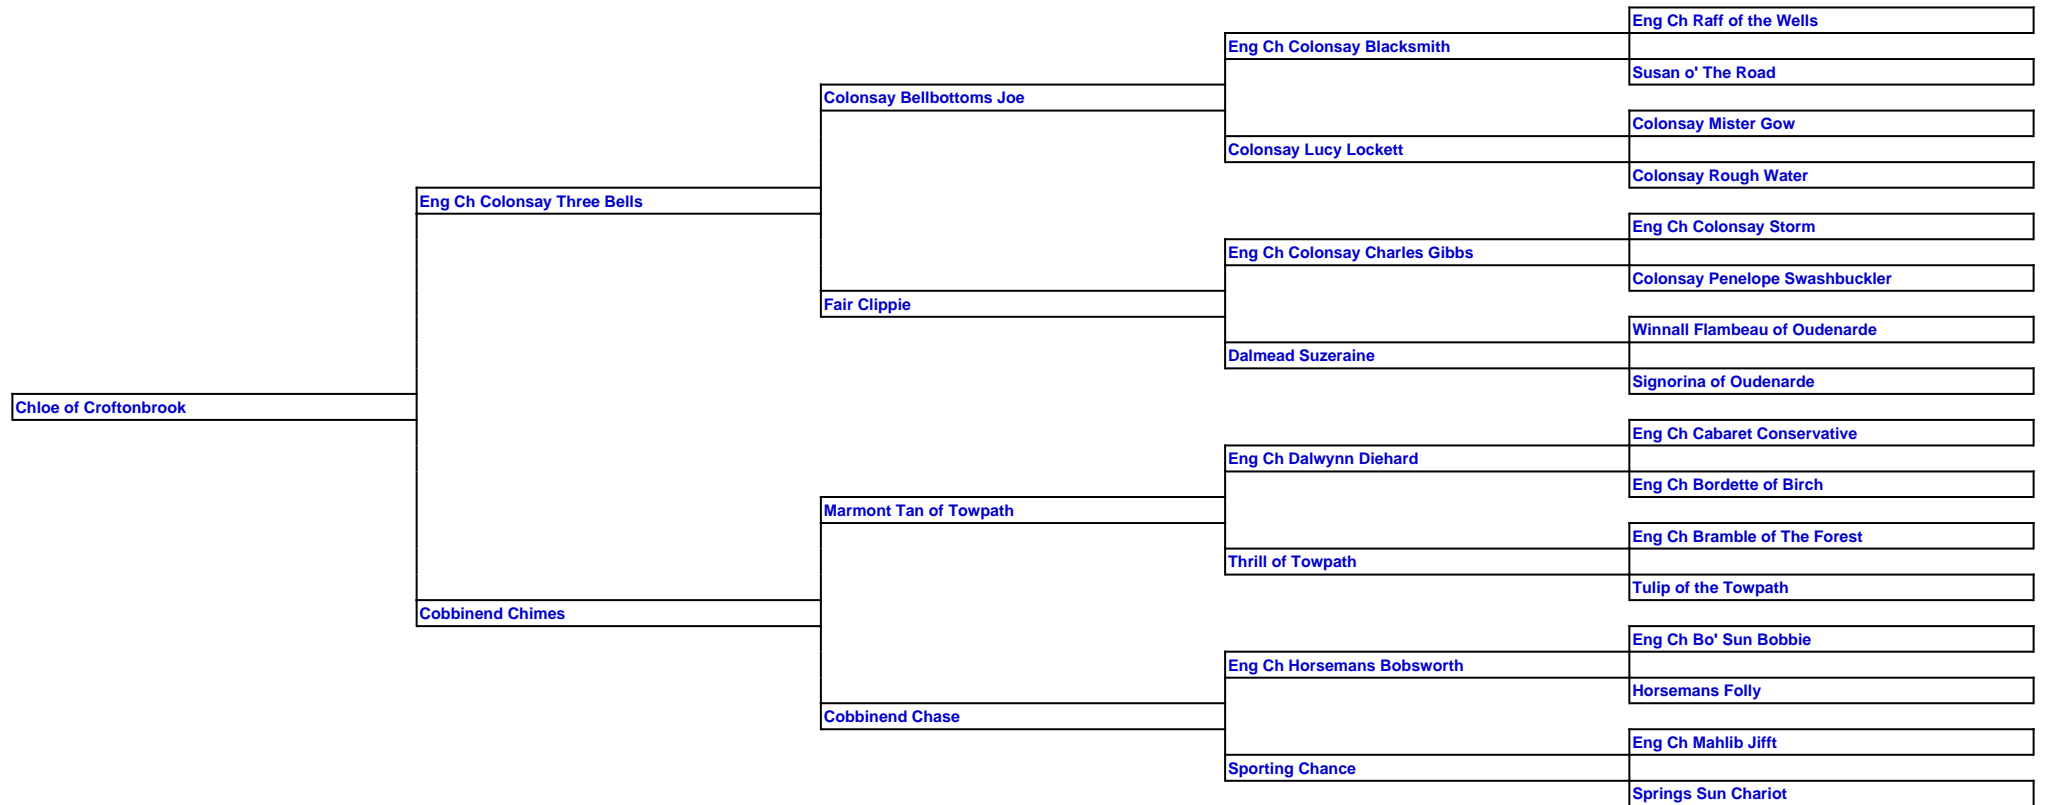 Eng Ch Raff of the Wells
Eng Ch Colonsay Blacksmith
Susan o' The Road
Colonsay Bellbottoms Joe
Colonsay Mister Gow
Colonsay Lucy Lockett
Colonsay Rough Water
Eng Ch Colonsay Three Bells
Eng Ch Colonsay Storm
Eng Ch Colonsay Charles Gibbs
Colonsay Penelope Swashbuckler
Fair Clippie
Winnall Flambeau of Oudenarde
Dalmead Suzeraine
Signorina of Oudenarde
Chloe of Croftonbrook
Eng Ch Cabaret Conservative
Eng Ch Dalwynn Diehard
Eng Ch Bordette of Birch
Marmont Tan of Towpath
Eng Ch Bramble of The Forest
Thrill of Towpath
Tulip of the Towpath
Cobbinend Chimes
Eng Ch Bo' Sun Bobbie
Eng Ch Horsemans Bobsworth
Horsemans Folly
Cobbinend Chase
Eng Ch Mahlib Jifft
Sporting Chance
Springs Sun Chariot